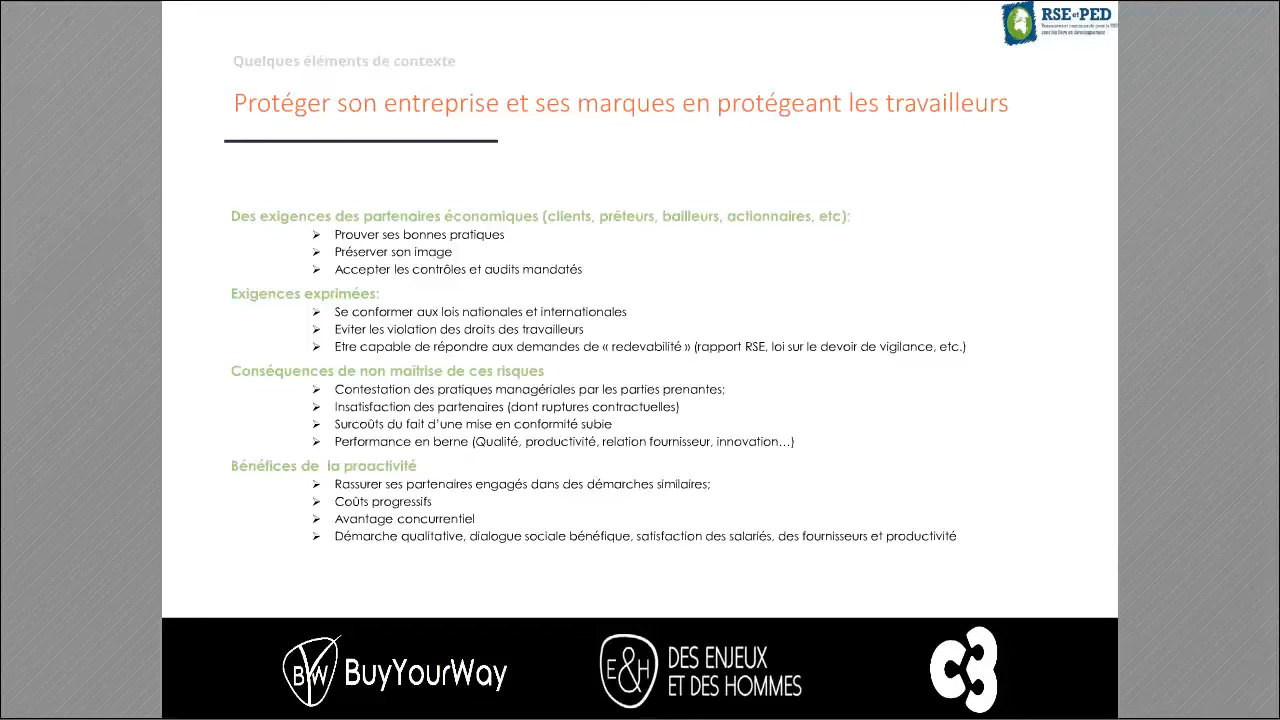 RSE et PED
Quelques éléments de contexte
Protéger son entreprise et ses marques en protégeant les travailleurs
Des exigences des partenaires économiques (clients, prêteurs, bailleurs, actionnaires, etc):
➢ Prouver ses bonnes pratiques
➢ Préserver son image
➢ Accepter les contrôles et audits mandatés
Exigences exprimées:
➢ Se conformer aux lois nationales et internationales
➢ Eviter les violation des droits des travailleurs
➢ Etre capable de répondre aux demandes de « redevabilité » (rapport RSE, loi sur le devoir de vigilance, etc.)
Conséquences de non maîtrise de ces risques
➢ Contestation des pratiques managériales par les parties prenantes;
➢ Insatisfaction des partenaires (dont ruptures contractuelles)
➢ Surcoûts du fait d'une mise en conformité subie
➢ Performance en berne (Qualité, productivité, relation fournisseur, innovation…)
Bénéfices de la proactivité
➢ Rassurer ses partenaires engagés dans des démarches similaires;
➢ Coûts progressifs
➢ Avantage concurrentiel
➢ Démarche qualitative, dialogue sociale bénéfique, satisfaction des salariés, des fournisseurs et productivité
BYW BuyYourWay
E&H DES ENJEUX
ET DES HOMMES
C3